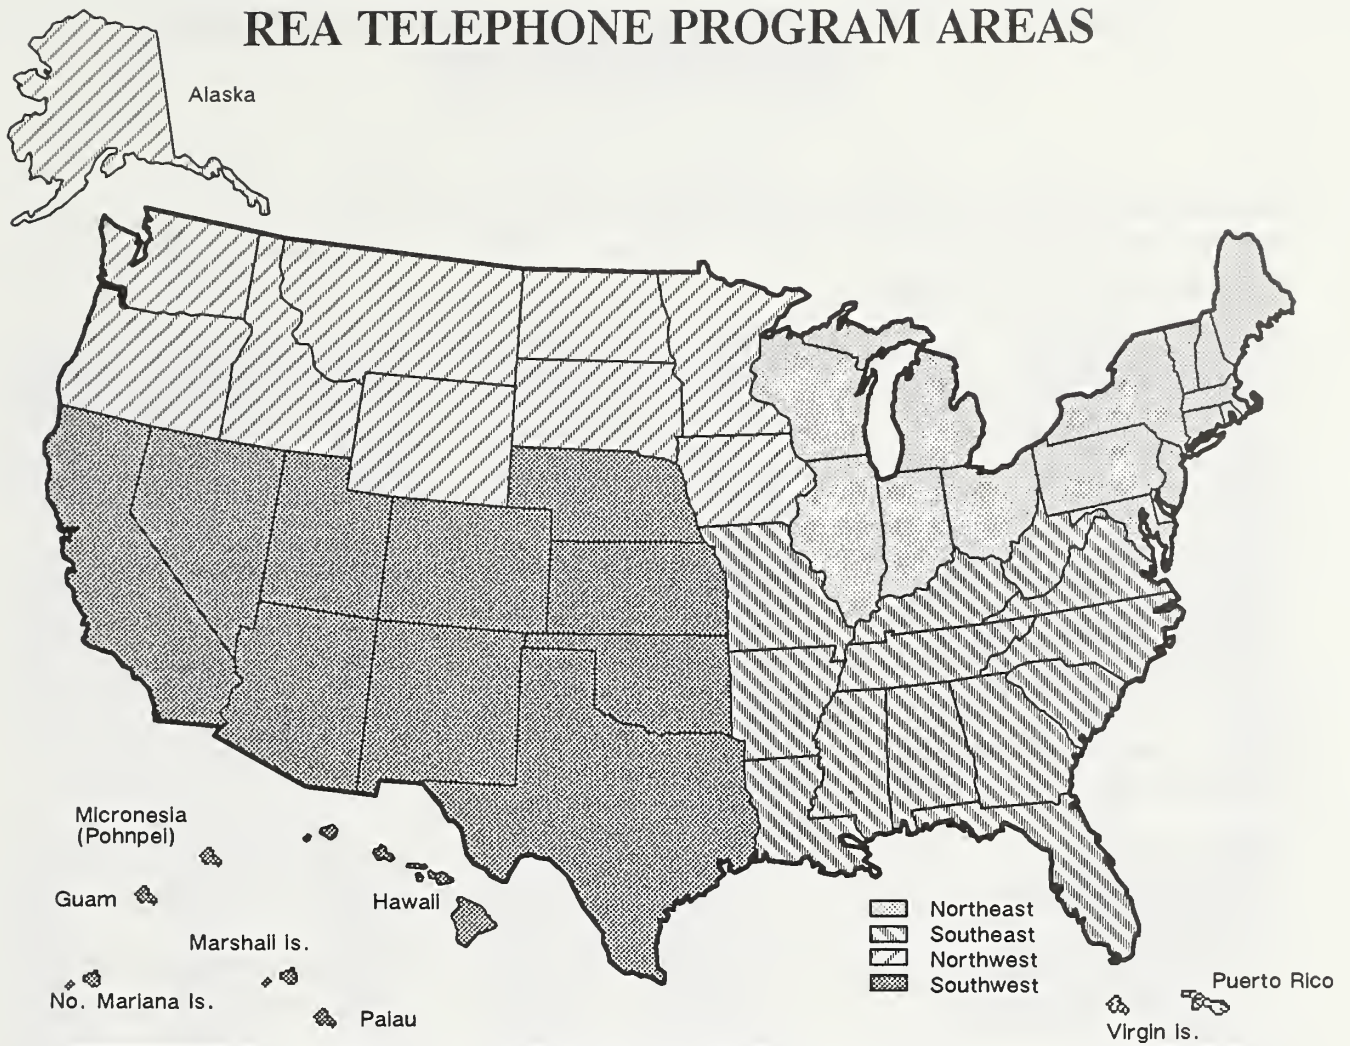 REA TELEPHONE PROGRAM AREAS
Alaska
Micronesia
(Pohnpei)
Guam
Hawaii
Marshall Is.
No. Mariana Is.
Palau
Northeast
Southeast
Northwest
Southwest
Puerto Rico
Virgin Is.